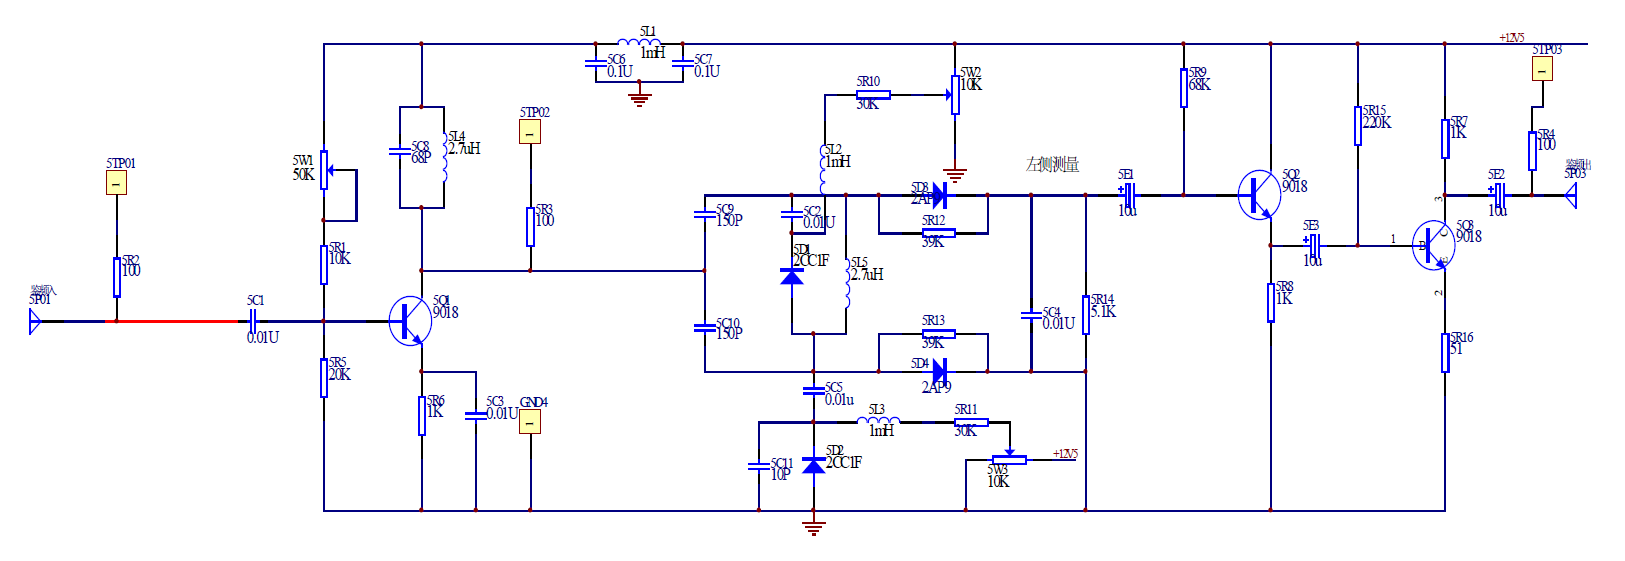 5L1
1mH
+12V5
5C6
0.1U
5C7
0.1U
5TP03
1
5R10
30K
5W2
10K
5R9
68K
5TP02
1
5R15
220K
5R7
1K
5R4
100
5C8
68P
5L4
2.7uH
5L2
1mH
5W1
50K
5TP01
1
左侧测量
鉴频出
5P03
5D3
2AP9
5E1
10u
5Q2
9018
5E2
10u
5C9
150P
5C2
0.01U
5R12
39K
5R3
100
3
5Q3
9018
C
B
E
1
2
5E3
10u
5R1
10K
5D1
2CC1F
5L5
2.7uH
5R2
100
鉴频入
5P01
5C1
0.01U
5Q1
9018
5R8
1K
5C4
0.01U
5R14
5.1K
5C10
150P
5R13
39K
5R16
51
5R5
20K
5D4
2AP9
5R6
1K
5C3
0.01U
GND4
1
5C5
0.01u
5L3
1mH
5R11
30K
5C11
10P
5D2
2CC1F
+12V5
5W3
10K